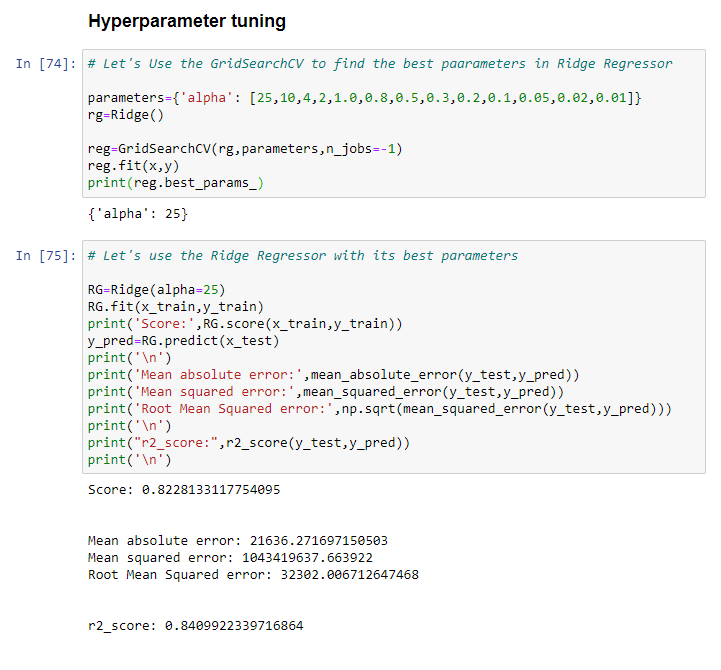 Hyperparameter tuning
In [74]: # Let's Use the GridSearchCV to find the best paarameters in Ridge Regressor
parameters={'alpha': [25,10,4,2,1.0,0.8,0.5,0.3,0.2,0.1,0.05,0.02,0.01]}
rg=Ridge()
reg=GridSearchCV(rg,parameters,n_jobs=-1)
reg.fit(x,y)
print(reg.best_params_)
{'alpha': 25}
In [75]: # Let's use the Ridge Regressor with its best parameters
RG=Ridge(alpha=25)
RG.fit(x_train,y_train)
print('Score:',RG.score(x_train,y_train))
y_pred=RG.predict(x_test)
print('\n')
print('Mean absolute error:',mean_absolute_error(y_test,y_pred))
print('Mean squared error:',mean_squared_error(y_test,y_pred))
print('Root Mean Squared error:',np.sqrt(mean_squared_error(y_test,y_pred)))
print('\n')
print("r2_score:",r2_score(y_test,y_pred))
print('\n')
Score: 0.8228133117754095
Mean absolute error: 21636.271697150503
Mean squared error: 1043419637.663922
Root Mean Squared error: 32302.006712647468
r2_score: 0.8409922339716864